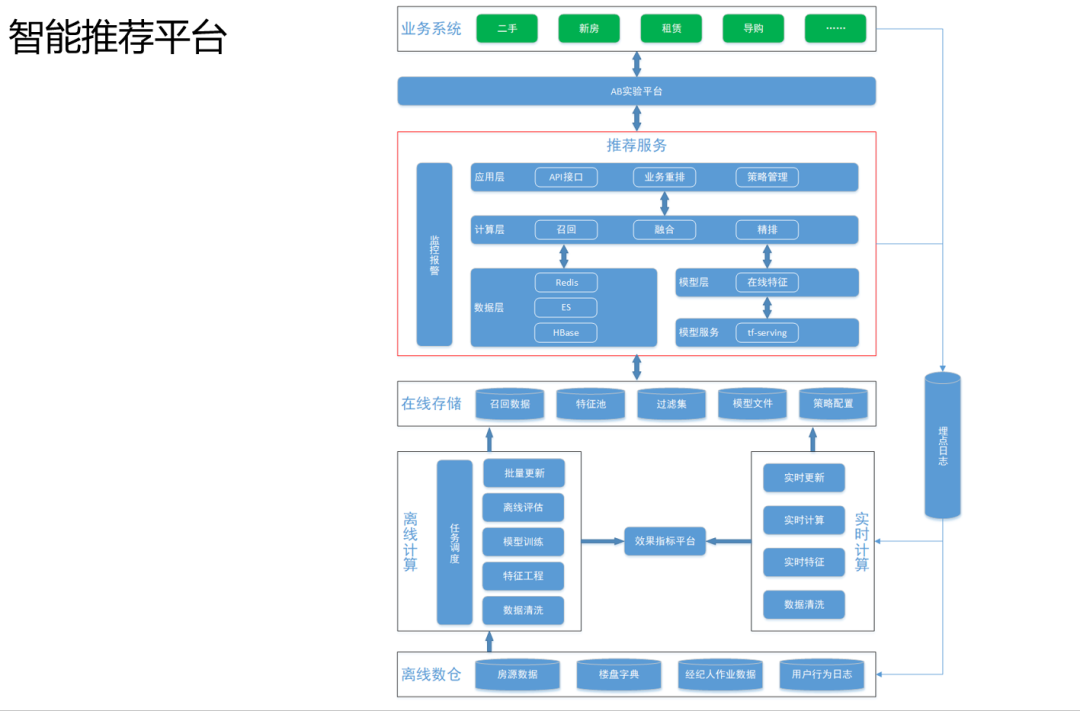 智能推荐平台
业务系统
二手
新房
租赁
导购
······
AB实验平台
推荐服务
监控报警
应用层
API接口
业务重排
策略管理
计算层
召回
融合
精排
数据层
Redis
ES
HBase
模型层
在线特征
模型服务
tf-serving
在线存储
召回数据
特征池
过滤集
模型文件
策略配置
埋点日志
离线计算
任务调度
批量更新
离线评估
模型训练
特征工程
数据清洗
效果指标平台
实时更新
实时计算
实时特征
数据清洗
实时计算
离线数仓
房源数据
楼盘字典
经纪人作业数据
用户行为日志